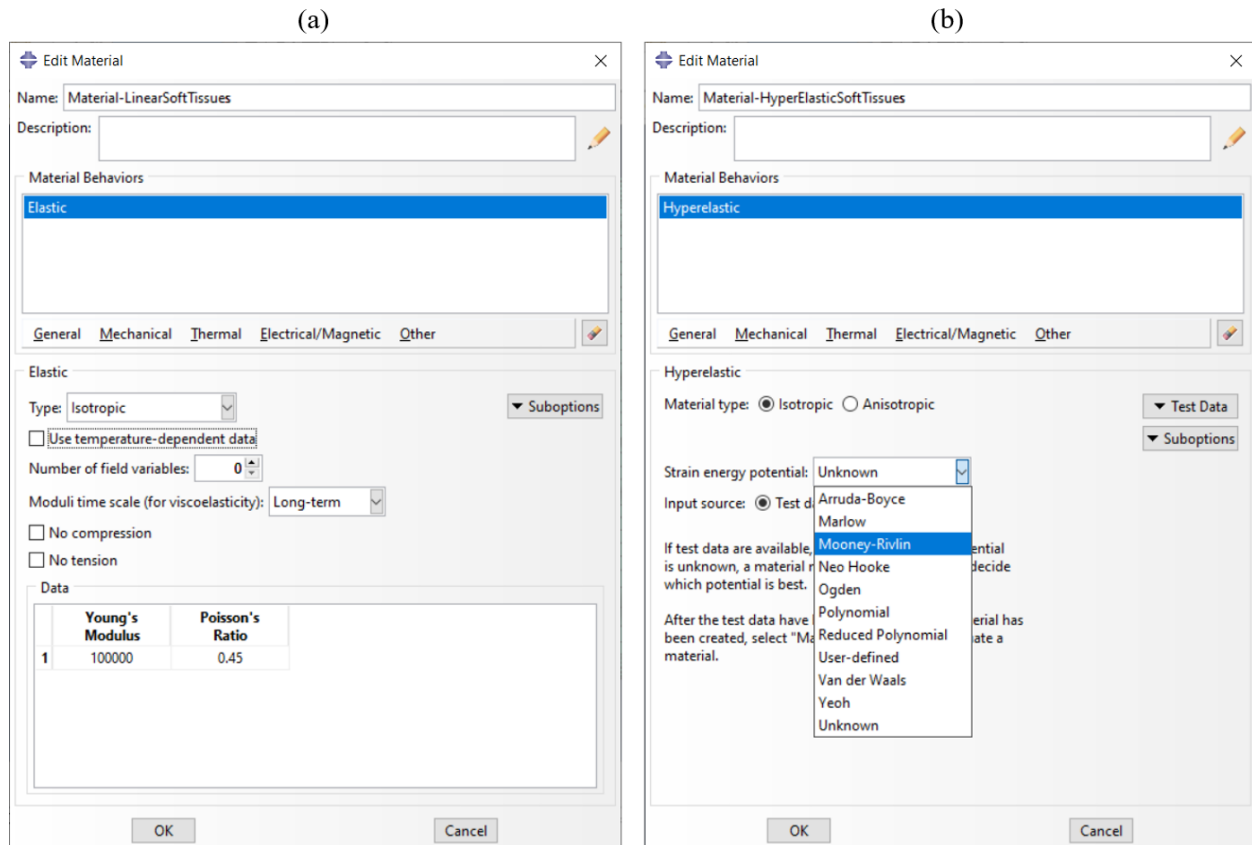 (a)
Edit Material
Name: Material-LinearSoftTissues
Description:
Material Behaviors
Elastic
General Mechanical Thermal Electrical/Magnetic Other
Elastic
Type: Isotropic
Suboptions
Use temperature-dependent data
Number of field variables: 0
Moduli time scale (for viscoelasticity): Long-term
No compression
No tension
Data
Young's Modulus
Poisson's Ratio
1 100000 0.45
OK Cancel
(b)
Edit Material
Name: Material-HyperElasticSoftTissues
Description:
Material Behaviors
Hyperelastic
General Mechanical Thermal Electrical/Magnetic Other
Hyperelastic
Material type: Isotropic Anisotropic
Test Data
Suboptions
Strain energy potential: Unknown
Input source: Test
Arruda-Boyce
Marlow
Mooney-Rivlin
Neo Hooke
Ogden
Polynomial
Reduced Polynomial
User-defined
Van der Waals
Yeoh
Unknown
If test data are available, ential
is unknown, a material decide
which potential is best.
After the test data have erial has
been created, select "Ma uate a
material.
OK Cancel